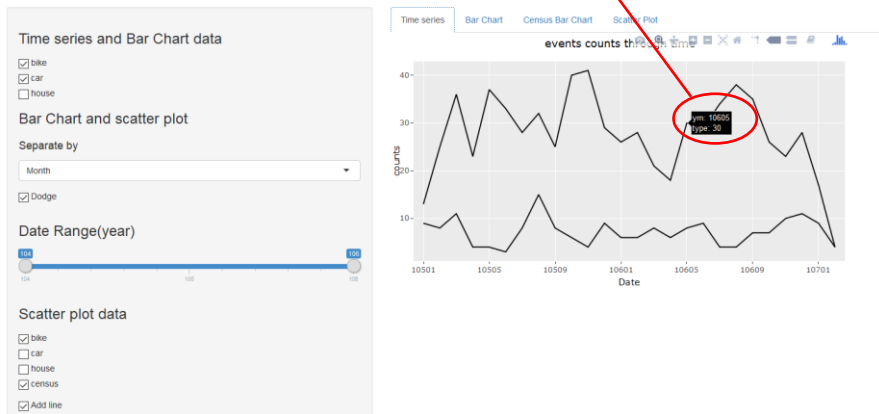 Time series and Bar Chart data
bike
car
house
Bar Chart and scatter plot
Separate by
Month
Dodge
Date Range(year)
104
106
104
105
106
Scatter plot data
bike
car
house
census
Add line
Time series
Bar Chart
Census Bar Chart
Scatter Plot
events counts through time
40
30
20
10
counts
ym: 10605
type: 30
10501
10505
10509
10601
10605
10609
10701
Date